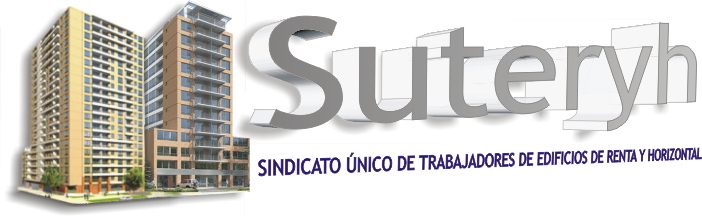 Suteryh
SINDICATO ÚNICO DE TRABAJADORES DE EDIFICIOS DE RENTA Y HORIZONTAL